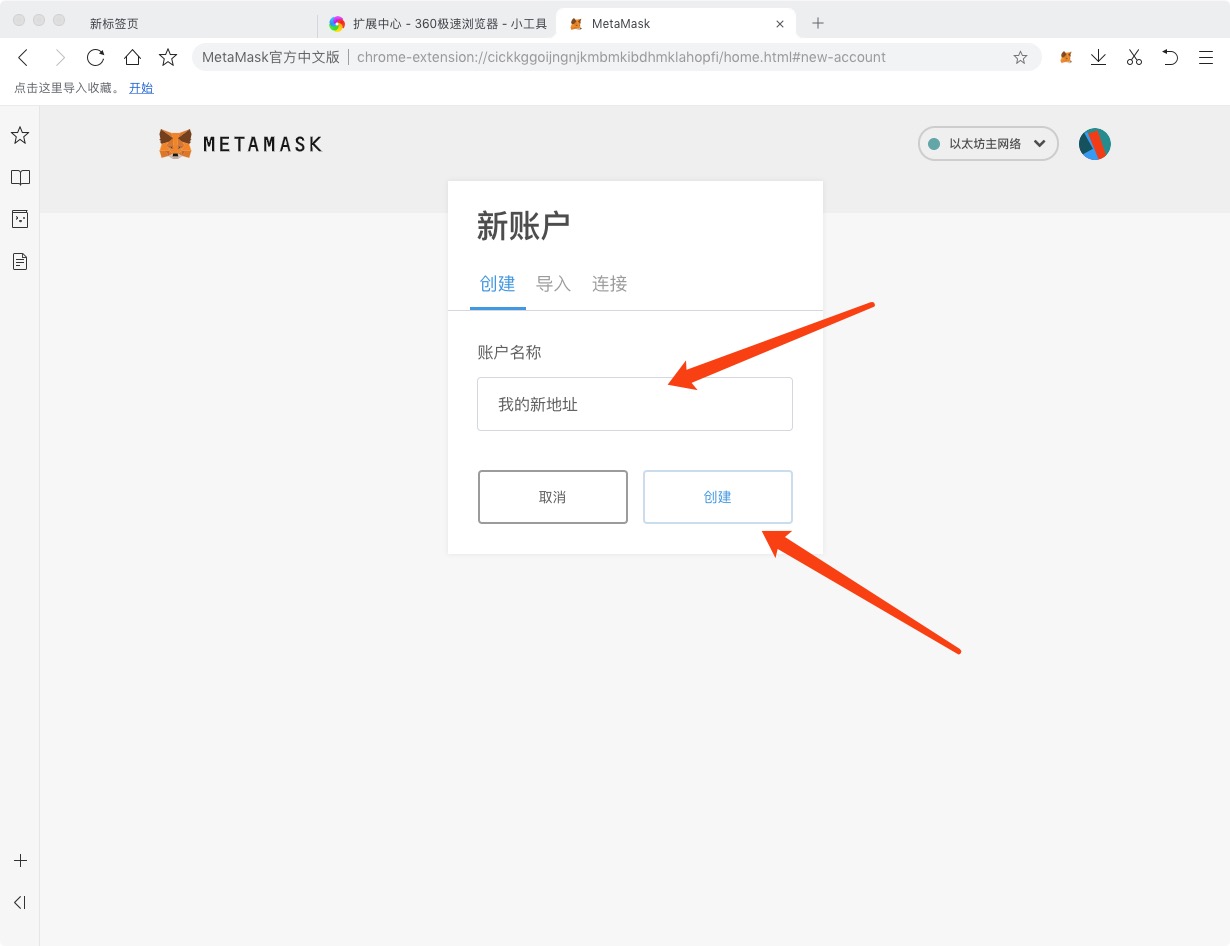 新标签页
扩展中心 - 360极速浏览器 - 小工具
MetaMask
MetaMask官方中文版
chrome-extension://cickkggoijngnjkmbmkibdhmklahopfi/home.html#new-account
点击这里导入收藏。 开始
METAMASK
以太坊主网络
新账户
创建 导入 连接
账户名称
我的新地址
取消 创建